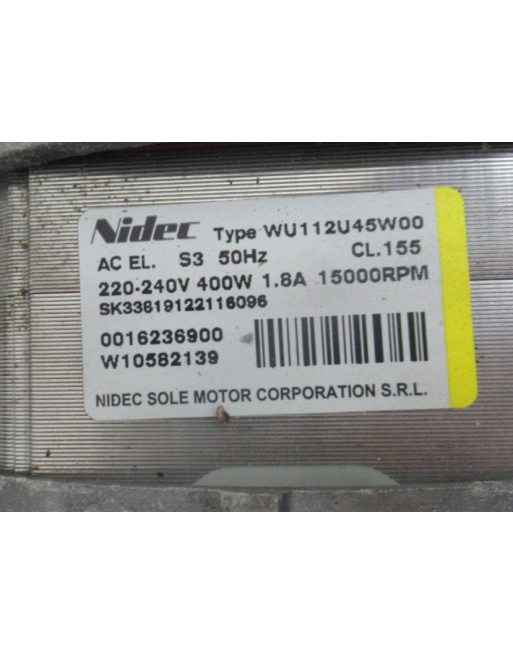 Nidec Type WU112U45W00
AC EL. S3 50Hz CL.155
220-240V 400W 1.8A 15000RPM
SK33819122116096
0016236900
W10582139
NIDEC SOLE MOTOR CORPORATION S.R.L.